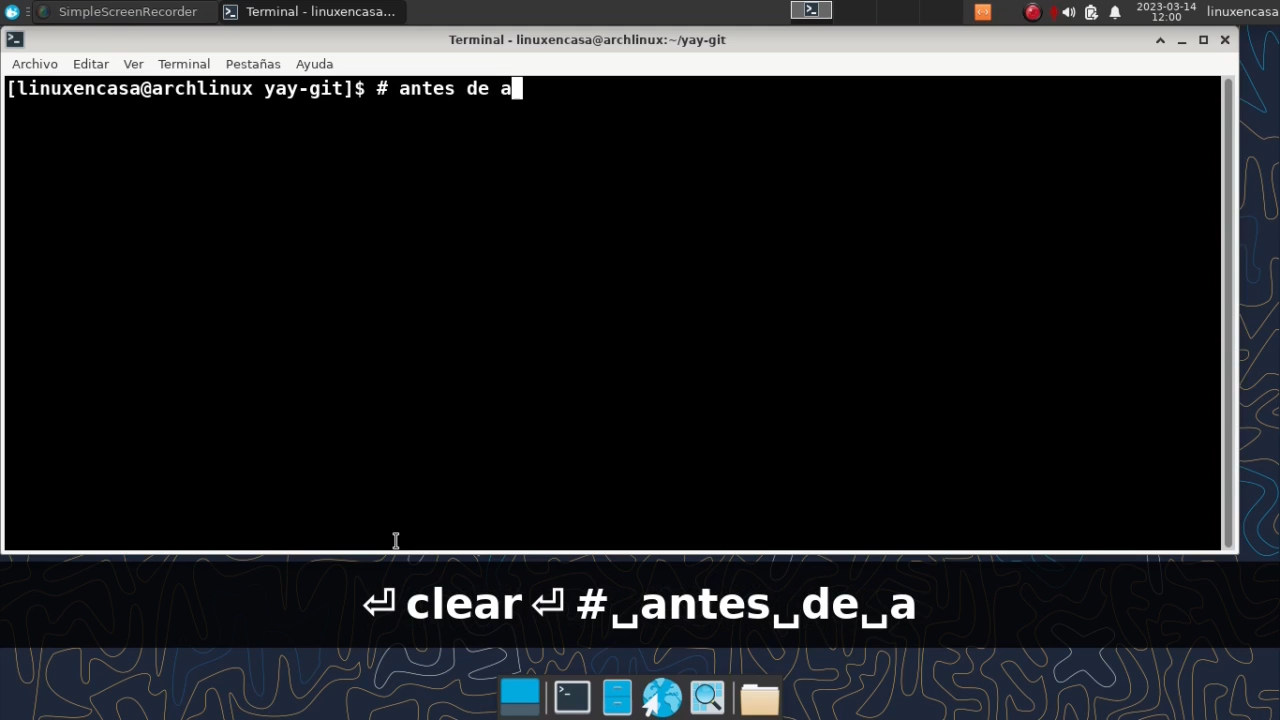 SimpleScreenRecorder
Terminal - linuxencasa...
2023-03-14
12:00
linuxencasa
Terminal - linuxencasa@archlinux:~/yay-git
Archivo Editar Ver Terminal Pestañas Ayuda
[linuxencasa@archlinux yay-git]$ # antes de a
⏎ clear ⏎ #␣antes␣de␣a